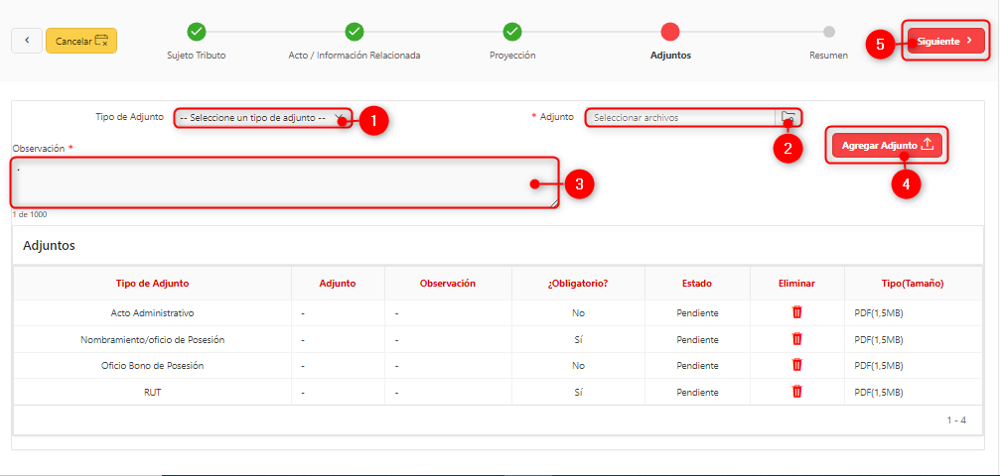 Cancelar
Sujeto Tributo
Acto / Información Relacionada
Proyección
Adjuntos
Resumen
5
Siguiente
Tipo de Adjunto
-- Seleccione un tipo de adjunto --
1
* Adjunto
Seleccionar archivos
2
Agregar Adjunto
4
Observación *
.
3
1 de 1000
Adjuntos
Tipo de Adjunto Adjunto Observación ¿Obligatorio? Estado Eliminar Tipo(Tamaño)
Acto Administrativo - - No Pendiente PDF(1,5MB)
Nombramiento/oficio de Posesión - - Sí Pendiente PDF(1,5MB)
Oficio Bono de Posesión - - No Pendiente PDF(1,5MB)
RUT - - Sí Pendiente PDF(1,5MB)
1 - 4